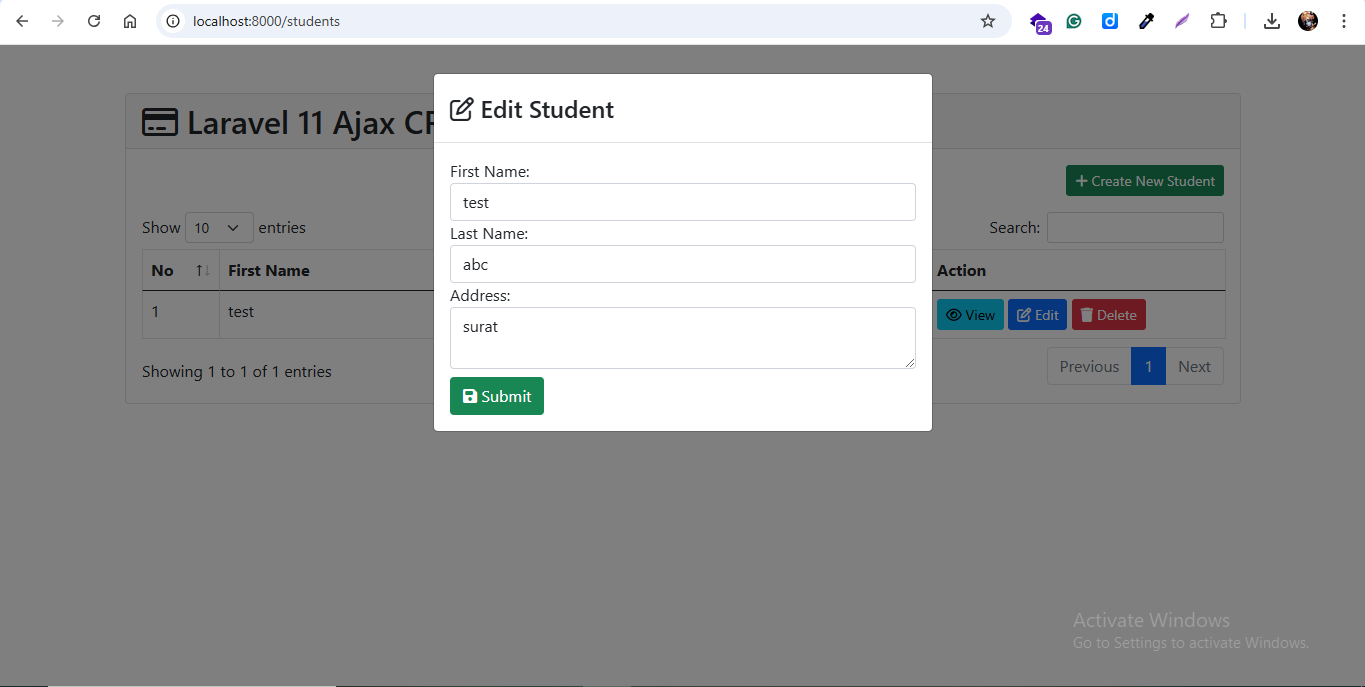 localhost:8000/students
24
Edit Student
Laravel 11 Ajax CR
First Name:
test
Create New Student
Last Name:
Show 10 entries
Search:
abc
No First Name
Action
Address:
surat
1 test
View Edit Delete
Showing 1 to 1 of 1 entries
Previous 1 Next
Submit
Activate Windows
Go to Settings to activate Windows.